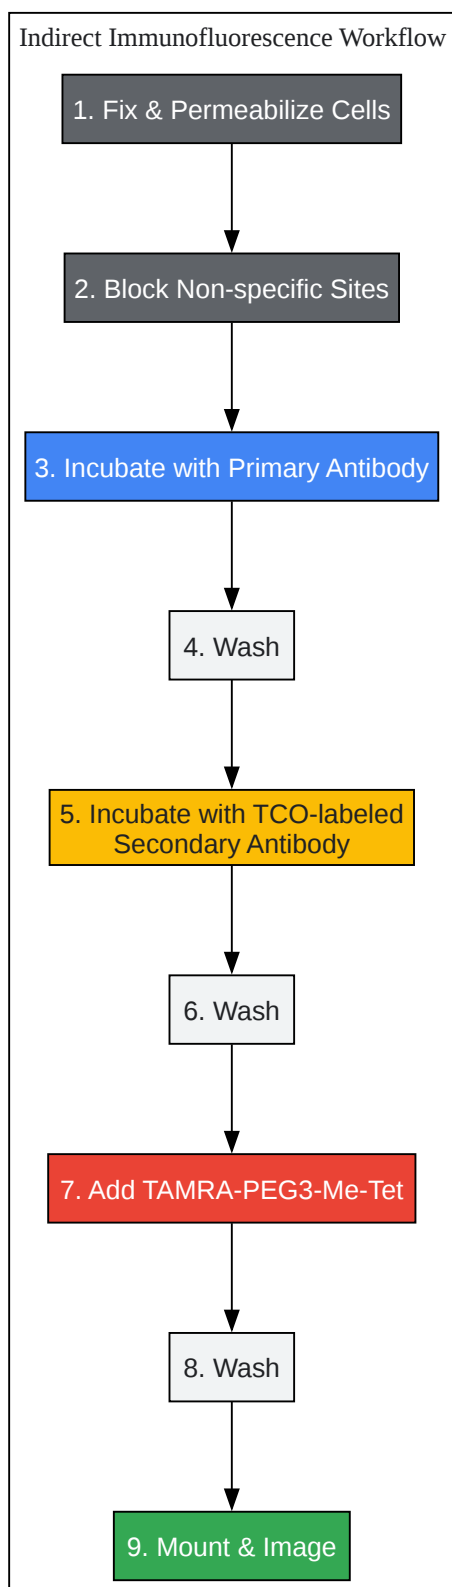 Indirect Immunofluorescence Workflow
1. Fix & Permeabilize Cells
2. Block Non-specific Sites
3. Incubate with Primary Antibody
4. Wash
5. Incubate with TCO-labeled
Secondary Antibody
6. Wash
7. Add TAMRA-PEG3-Me-Tet
8. Wash
9. Mount & Image